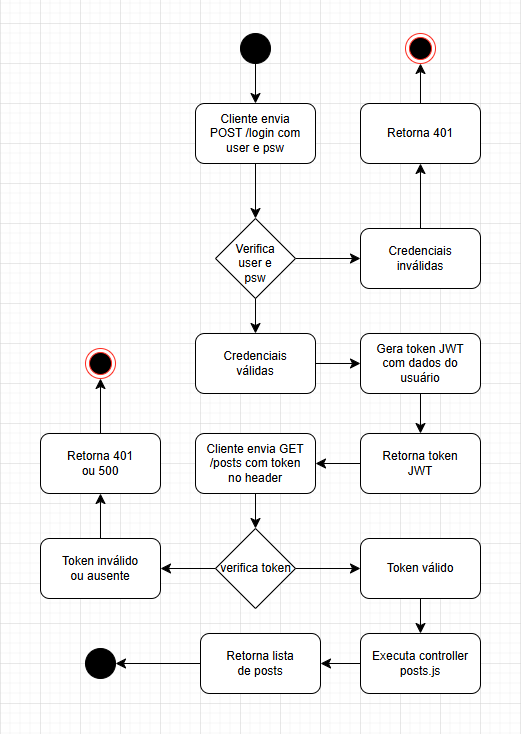 Cliente envia
POST /login com
user e psw
Retorna 401
Verifica
user e
psw
Credenciais
inválidas
Credenciais
válidas
Gera token JWT
com dados do
usuário
Retorna 401
ou 500
Cliente envia GET
/posts com token
no header
Retorna token
JWT
Token inválido
ou ausente
verifica token
Token válido
Retorna lista
de posts
Executa controller
posts.js